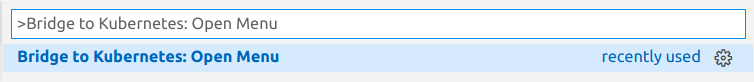 >Bridge to Kubernetes: Open Menu
Bridge to Kubernetes: Open Menu recently used